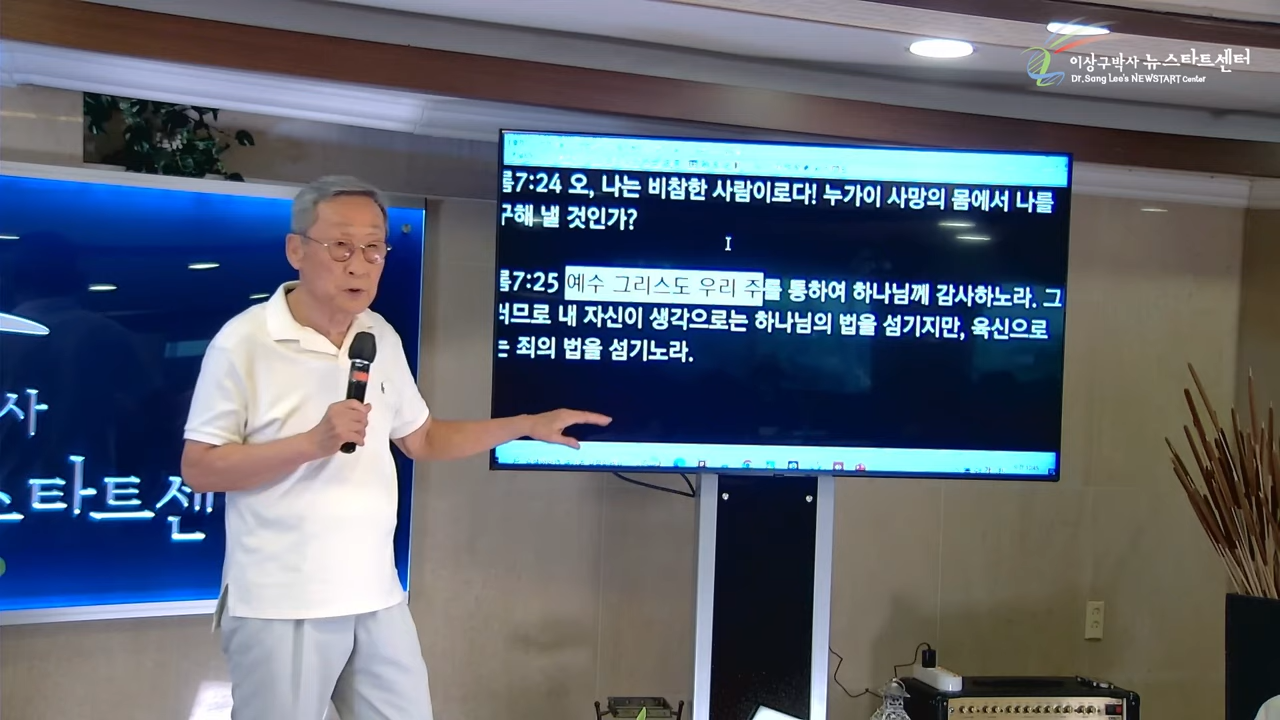 이상구박사 뉴스타트센터
Dr. Sang Lee's NEWSTART Center
롬7:24 오, 나는 비참한 사람이로다! 누가이 사망의 몸에서 나를
구해 낼 것인가?
롬7:25 예수 그리스도 우리 주를 통하여 하나님께 감사하노라. 그
러므로 내 자신이 생각으로는 하나님의 법을 섬기지만, 육신으로
는 죄의 법을 섬기노라.
사
스타트센